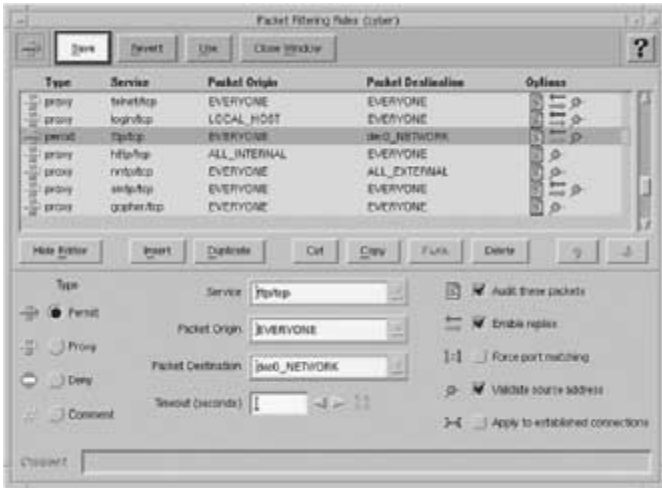 Packet Filtering Rules (cyber)
Save Revert Use Close Window ?
Type Service Packet Origin Packet Destination Options
proxy telnet/tcp EVERYONE EVERYONE
proxy login/tcp LOCAL_HOST EVERYONE
permit ftp/tcp EVERYONE dec0_NETWORK
proxy http/tcp ALL_INTERNAL EVERYONE
proxy nntp/tcp EVERYONE ALL_EXTERNAL
proxy smtp/tcp EVERYONE EVERYONE
proxy gopher/tcp EVERYONE EVERYONE
Hide Editor Insert Duplicate Cut Copy Delete
Type
Permit
Proxy
Deny
Comment
Service ftp/tcp
Packet Origin EVERYONE
Packet Destination dec0_NETWORK
Timeout (seconds)
Audit these packets
Enable replies
Force port matching
Validate source address
Apply to established connections
Comment